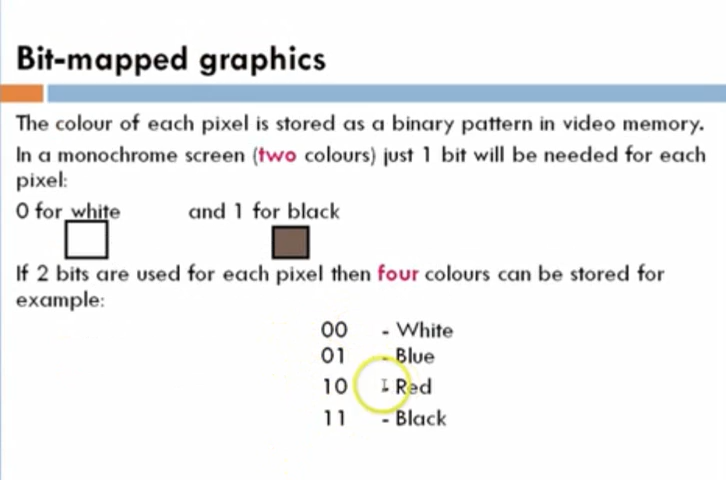 Bit-mapped graphics
The colour of each pixel is stored as a binary pattern in video memory.
In a monochrome screen (two colours) just 1 bit will be needed for each
pixel:
0 for white and 1 for black
If 2 bits are used for each pixel then four colours can be stored for
example:
00 - White
01 - Blue
10 - Red
11 - Black